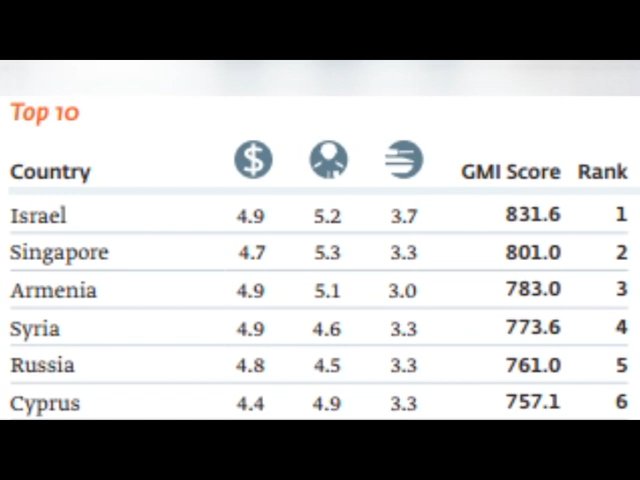 Top 10
Country $ GMI Score Rank
Israel 4.9 5.2 3.7 831.6 1
Singapore 4.7 5.3 3.3 801.0 2
Armenia 4.9 5.1 3.0 783.0 3
Syria 4.9 4.6 3.3 773.6 4
Russia 4.8 4.5 3.3 761.0 5
Cyprus 4.4 4.9 3.3 757.1 6